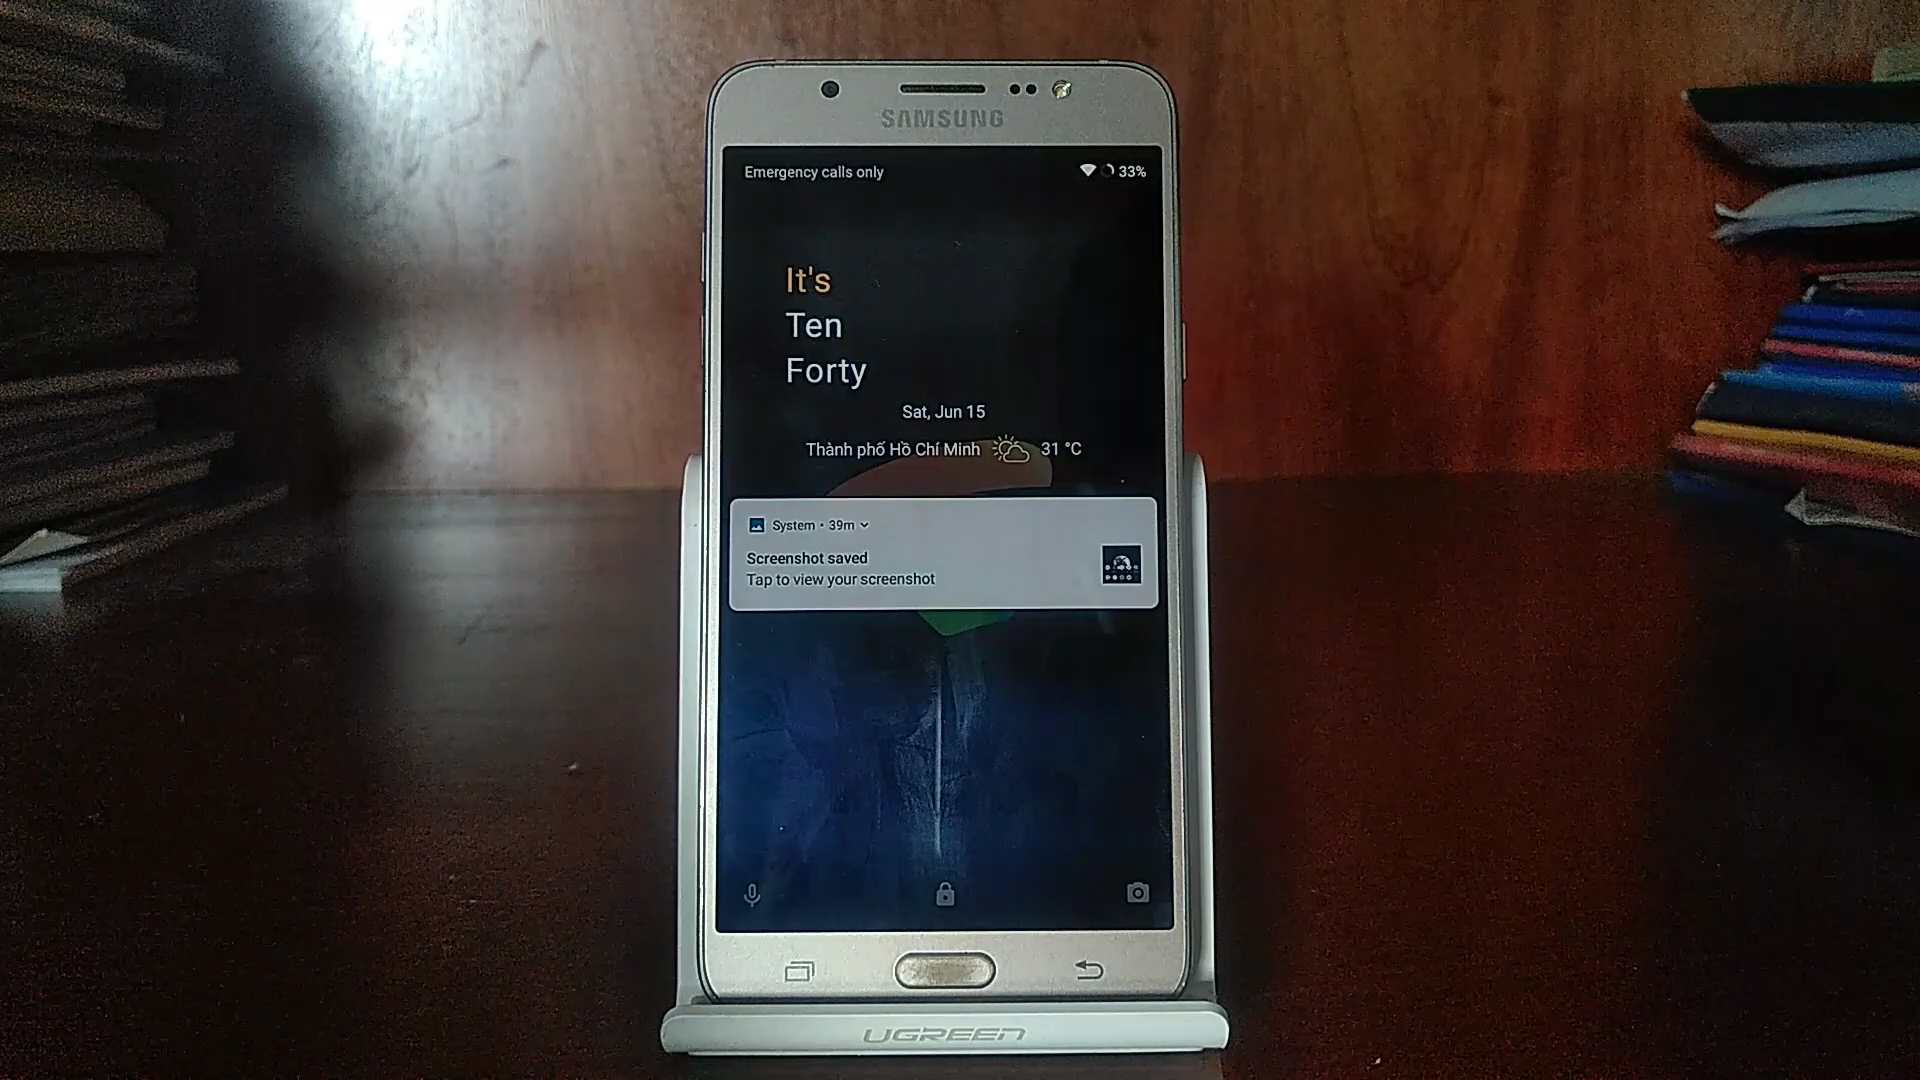 SAMSUNG
Emergency calls only
33%
It's
Ten
Forty
Sat, Jun 15
Thành phố Hồ Chí Minh 31 °C
System • 39m
Screenshot saved
Tap to view your screenshot
UGREEN